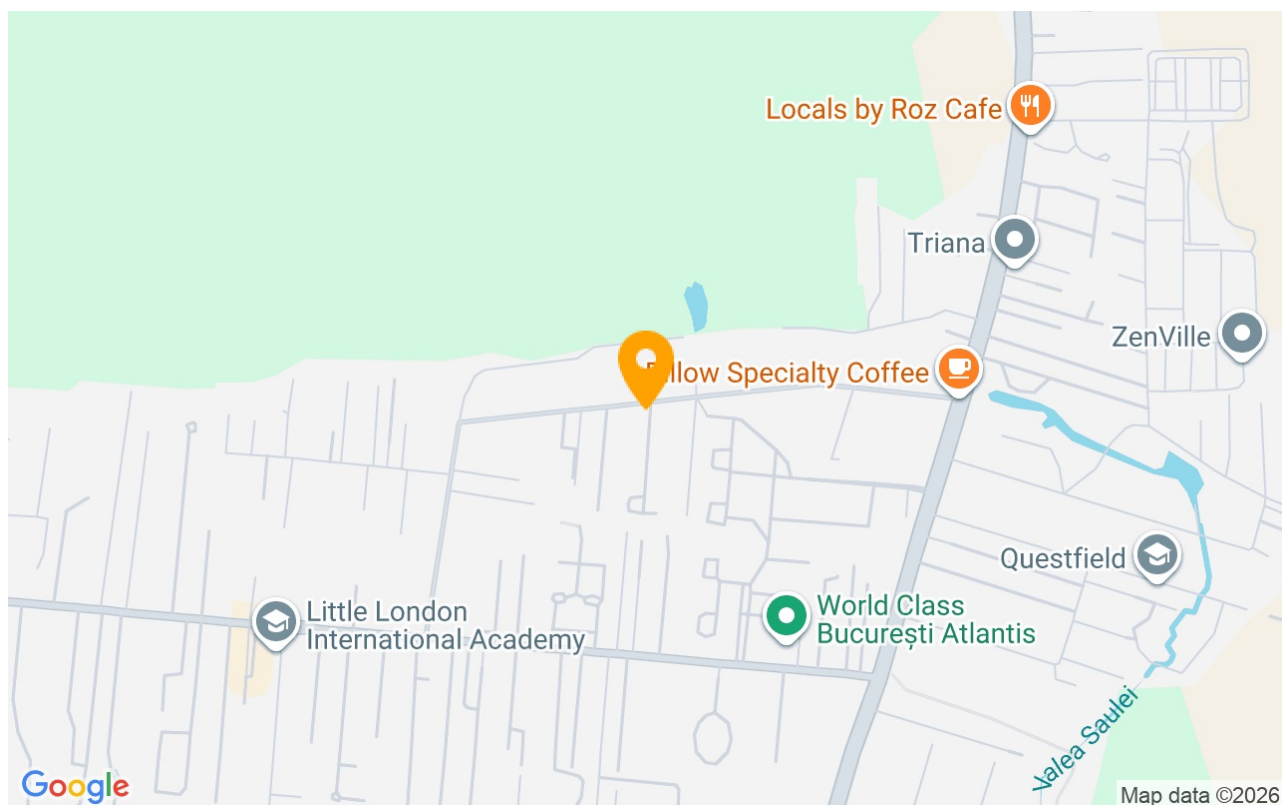 Locals by Roz Cafe
Triana
ZenVille
Specialty Coffee
Questfield
World Class
București Atlantis
Little London
International Academy
Valea Saulei
Google
Map data ©2026